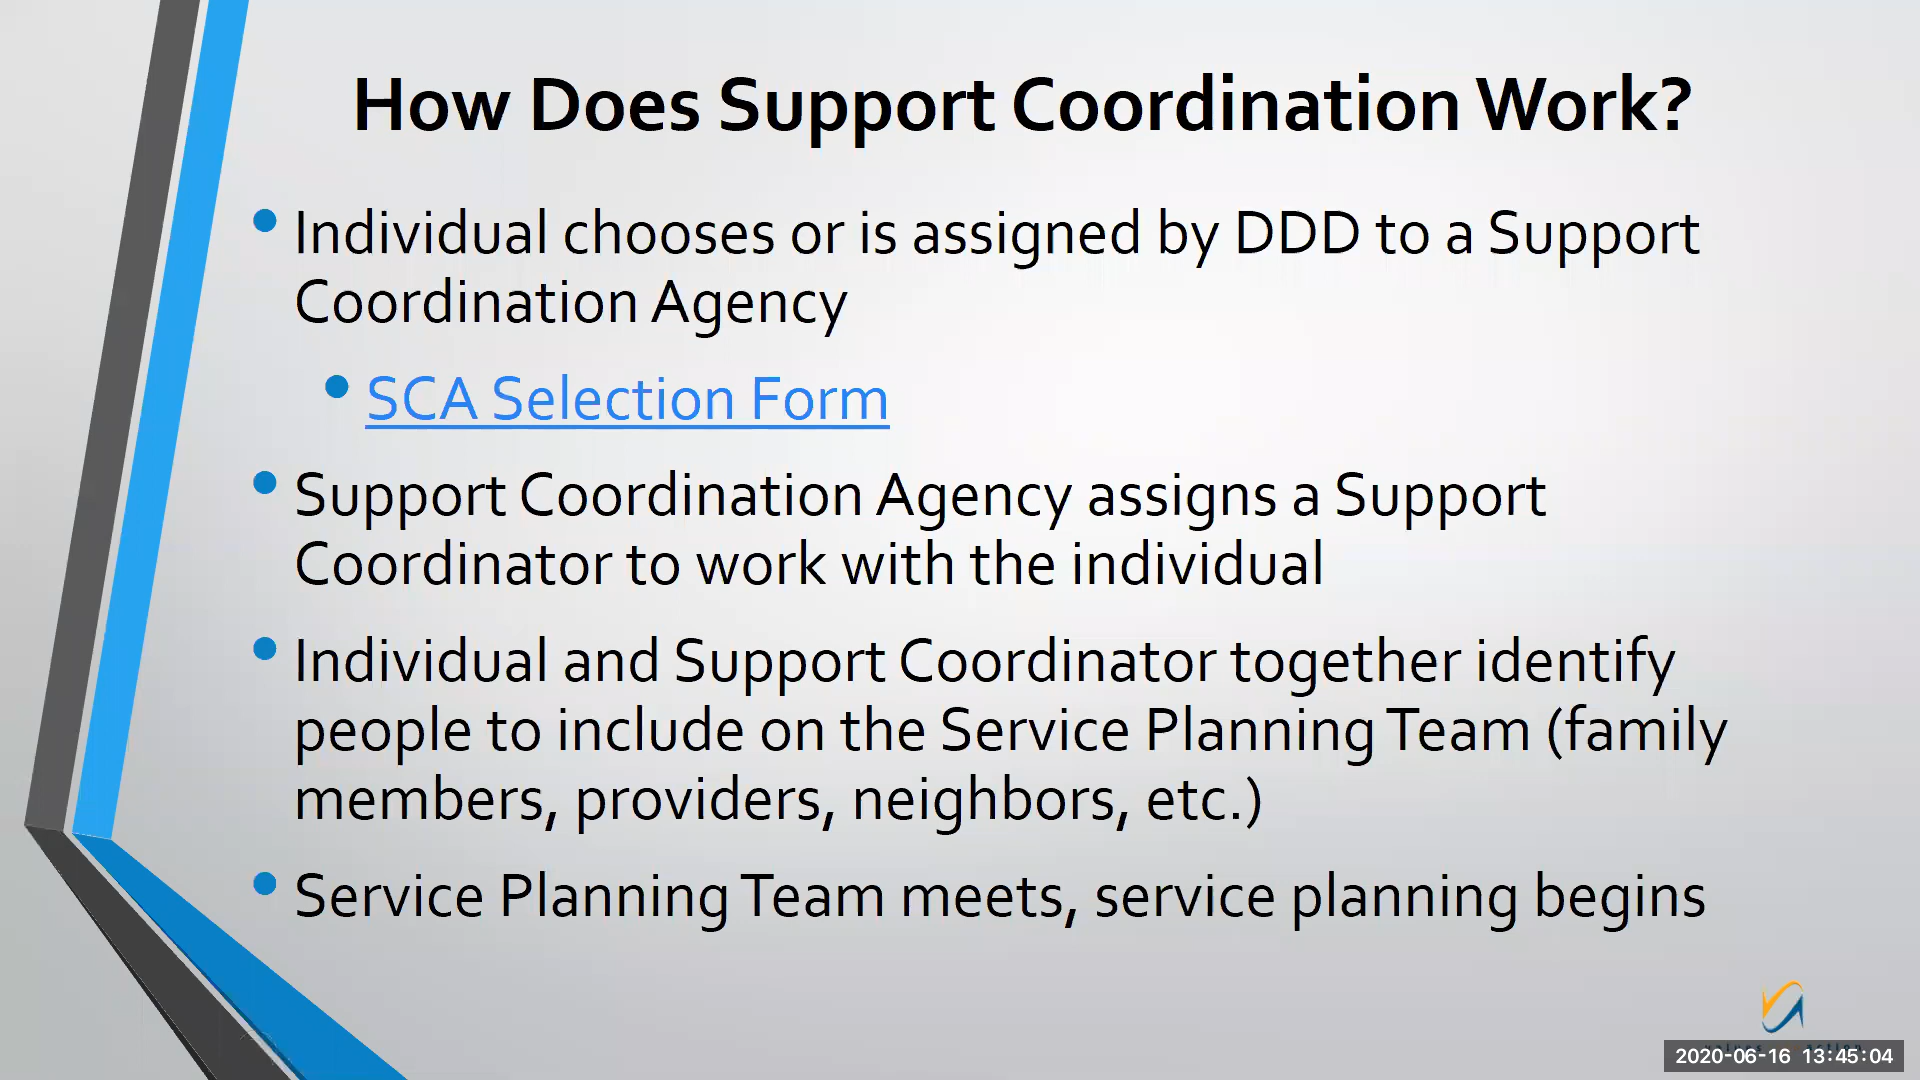 How Does Support Coordination Work?
• Individual chooses or is assigned by DDD to a Support
Coordination Agency
• SCA Selection Form
• Support Coordination Agency assigns a Support
Coordinator to work with the individual
• Individual and Support Coordinator together identify
people to include on the Service Planning Team (family
members, providers, neighbors, etc.)
• Service Planning Team meets, service planning begins
2020-06-16 13:45:04